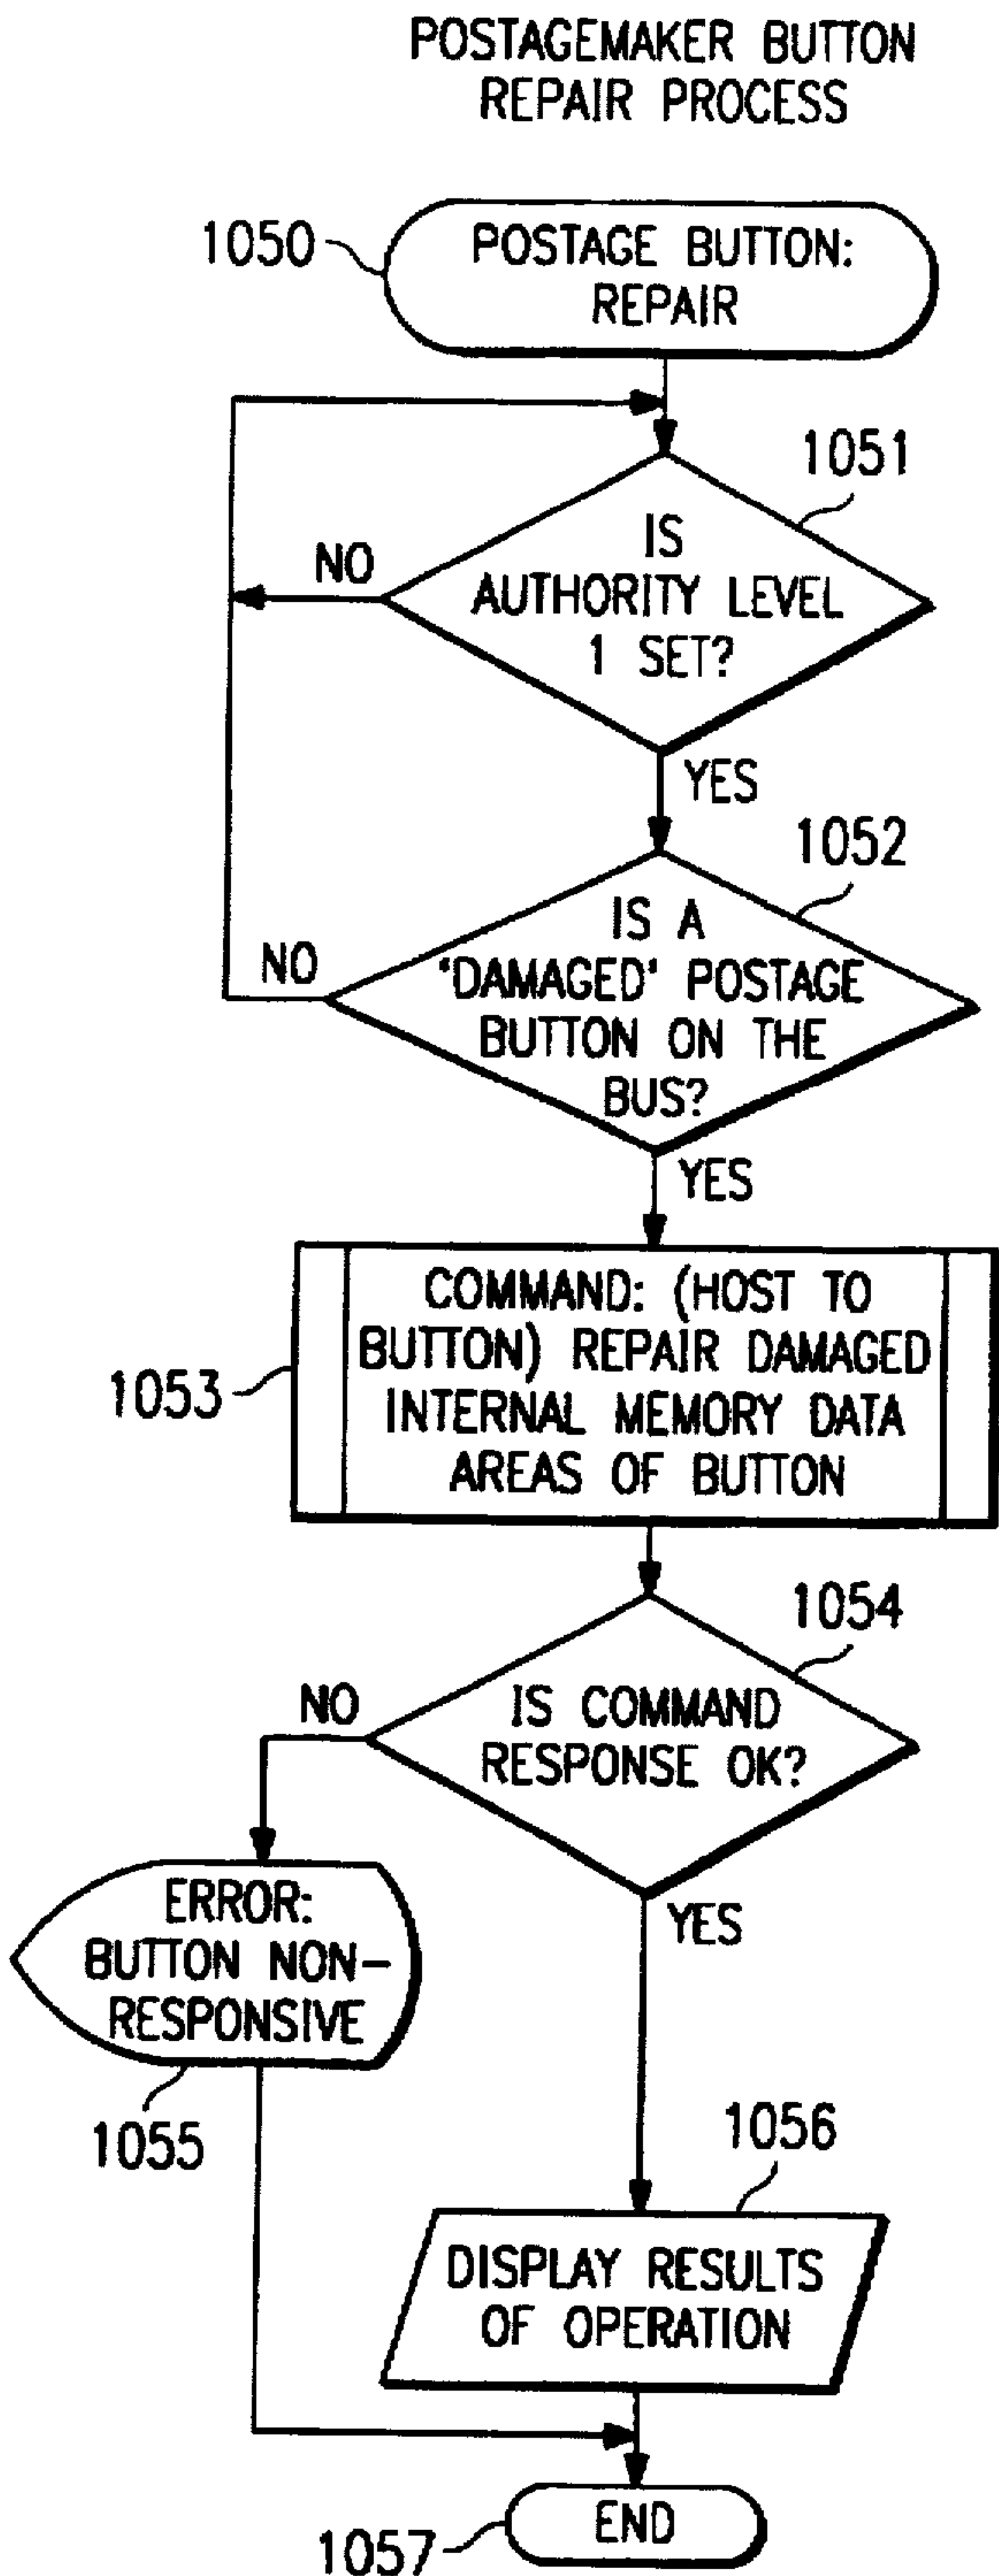 POSTAGEMAKER BUTTON
REPAIR PROCESS
1050
POSTAGE BUTTON:
REPAIR
1051
NO
IS
AUTHORITY LEVEL
1 SET?
YES
1052
NO
IS A
'DAMAGED' POSTAGE
BUTTON ON THE
BUS?
YES
1053
COMMAND: (HOST TO
BUTTON) REPAIR DAMAGED
INTERNAL MEMORY DATA
AREAS OF BUTTON
1054
NO
IS COMMAND
RESPONSE OK?
YES
ERROR:
BUTTON NON-
RESPONSIVE
1055
1056
DISPLAY RESULTS
OF OPERATION
END
1057